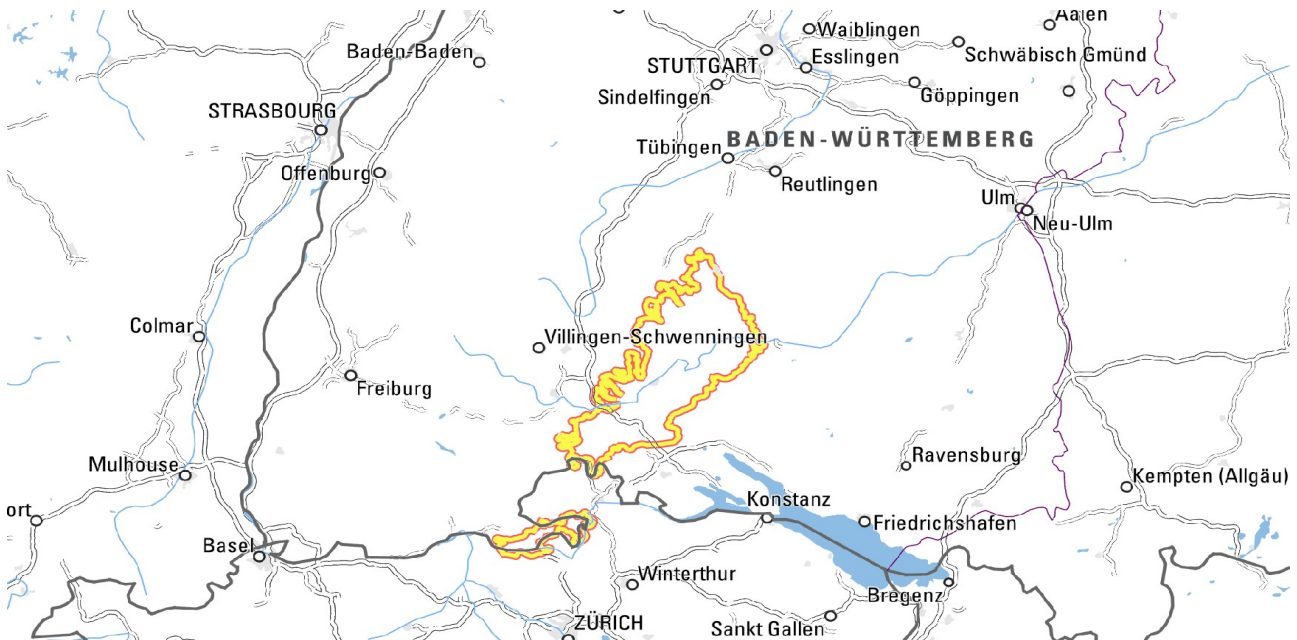 Aalen
Waiblingen
Baden-Baden
STUTTGART
Esslingen
Schwäbisch Gmünd
Sindelfingen
Göppingen
STRASBOURG
BADEN-WÜRTTEMBERG
Tübingen
Offenburg
Reutlingen
Ulm
Neu-Ulm
Colmar
Villingen-Schwenningen
Freiburg
Mulhouse
Ravensburg
Kempten (Allgäu)
Konstanz
ort
Friedrichshafen
Basel
Winterthur
Bregenz
ZÜRICH
Sankt Gallen